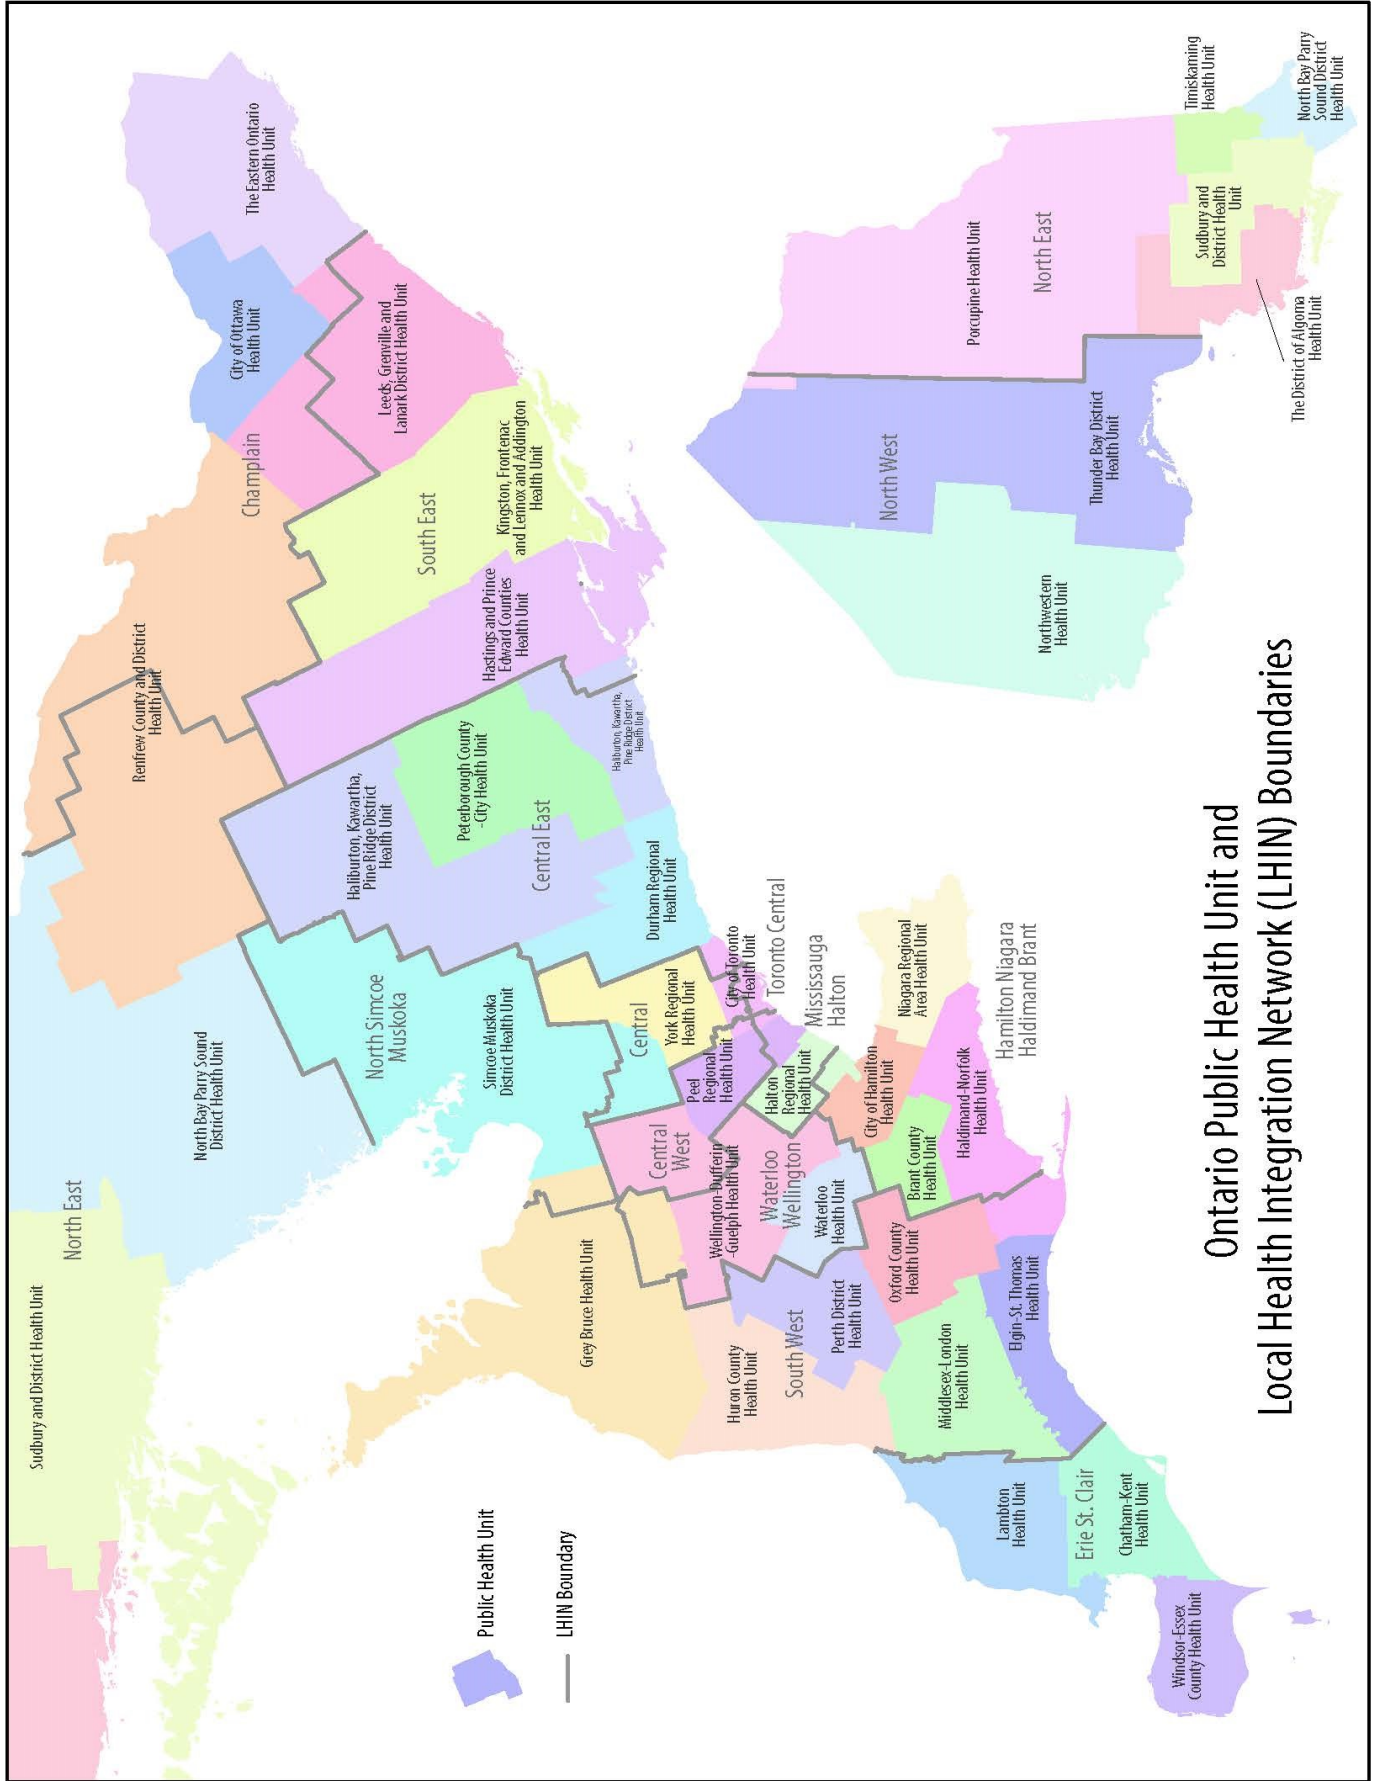 Sudbury and District Health Unit
North East
North Bay Parry Sound
District Health Unit
Renfrew County and District
Health Unit
Champlain
City of Ottawa
Health Unit
The Eastern Ontario
Health Unit
Leeds, Grenville and
Lanark District Health Unit
South East
Kingston, Frontenac
and Lennox and Addington
Health Unit
Hastings and Prince
Edward Counties
Health Unit
Haliburton, Kawartha,
Pine Ridge District
Health Unit
Peterborough County
-City Health Unit
Central East
Haliburton, Kawartha,
Pine Ridge District
Health Unit
Durham Regional
Health Unit
North Simcoe
Muskoka
Simcoe Muskoka
District Health Unit
Central
York Regional
Health Unit
City of Toronto
Health Unit
Toronto Central
Peel
Regional
Health Unit
Mississauga
Halton
Halton
Regional
Health Unit
Central
West
Grey Bruce Health Unit
Wellington-Dufferin
-Guelph Health Unit
Waterloo
Wellington
Waterloo
Health Unit
City of Hamilton
Health Unit
Niagara Regional
Area Health Unit
Hamilton Niagara
Haldimand Brant
Brant County
Health Unit
Haldimand-Norfolk
Health Unit
Huron County
Health Unit
South West
Perth District
Health Unit
Oxford County
Health Unit
Middlesex-London
Health Unit
Elgin-St. Thomas
Health Unit
Lambton
Health Unit
Erie St. Clair
Chatham-Kent
Health Unit
Windsor-Essex
County Health Unit
Public Health Unit
LHIN Boundary
North West
Northwestern
Health Unit
Thunder Bay District
Health Unit
Porcupine Health Unit
North East
Timiskaming
Health Unit
Sudbury and
District Health
Unit
North Bay Parry
Sound District
Health Unit
The District of Algoma
Health Unit
Ontario Public Health Unit and
Local Health Integration Network (LHIN) Boundaries